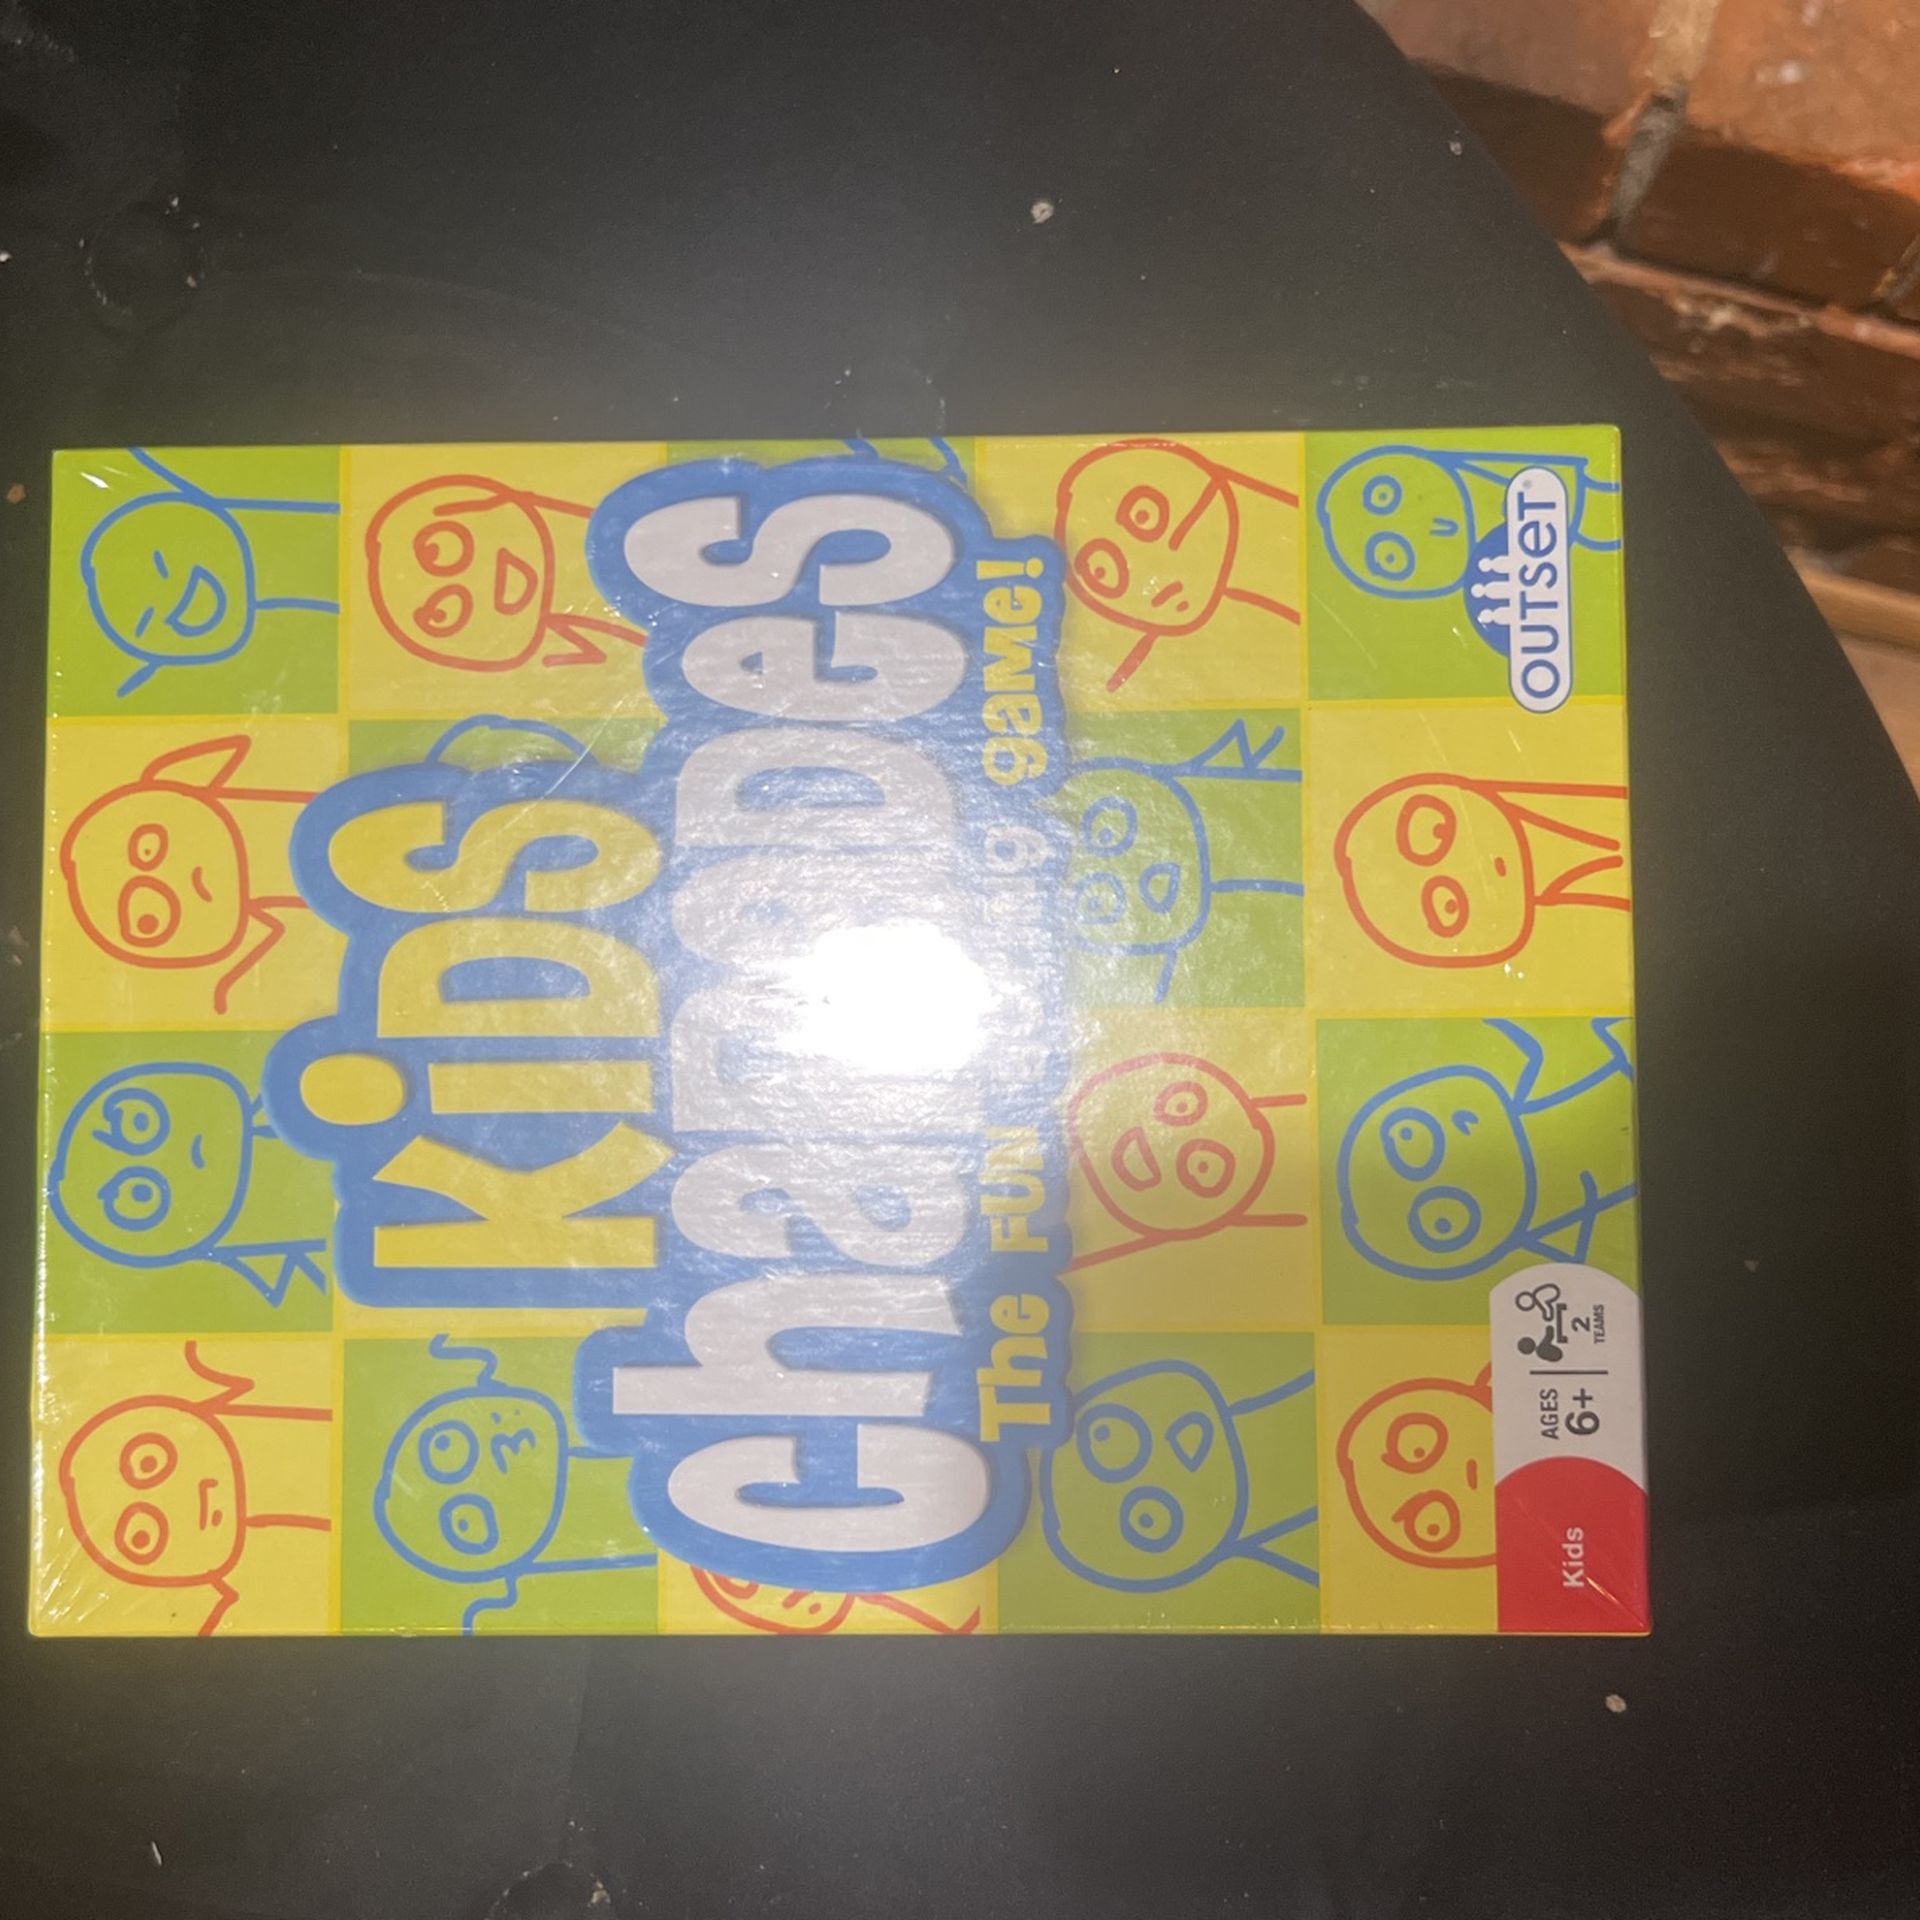 KiDS
charades
The FUN game!
Kids
AGES
6+
2
TEAMS
OUTSET